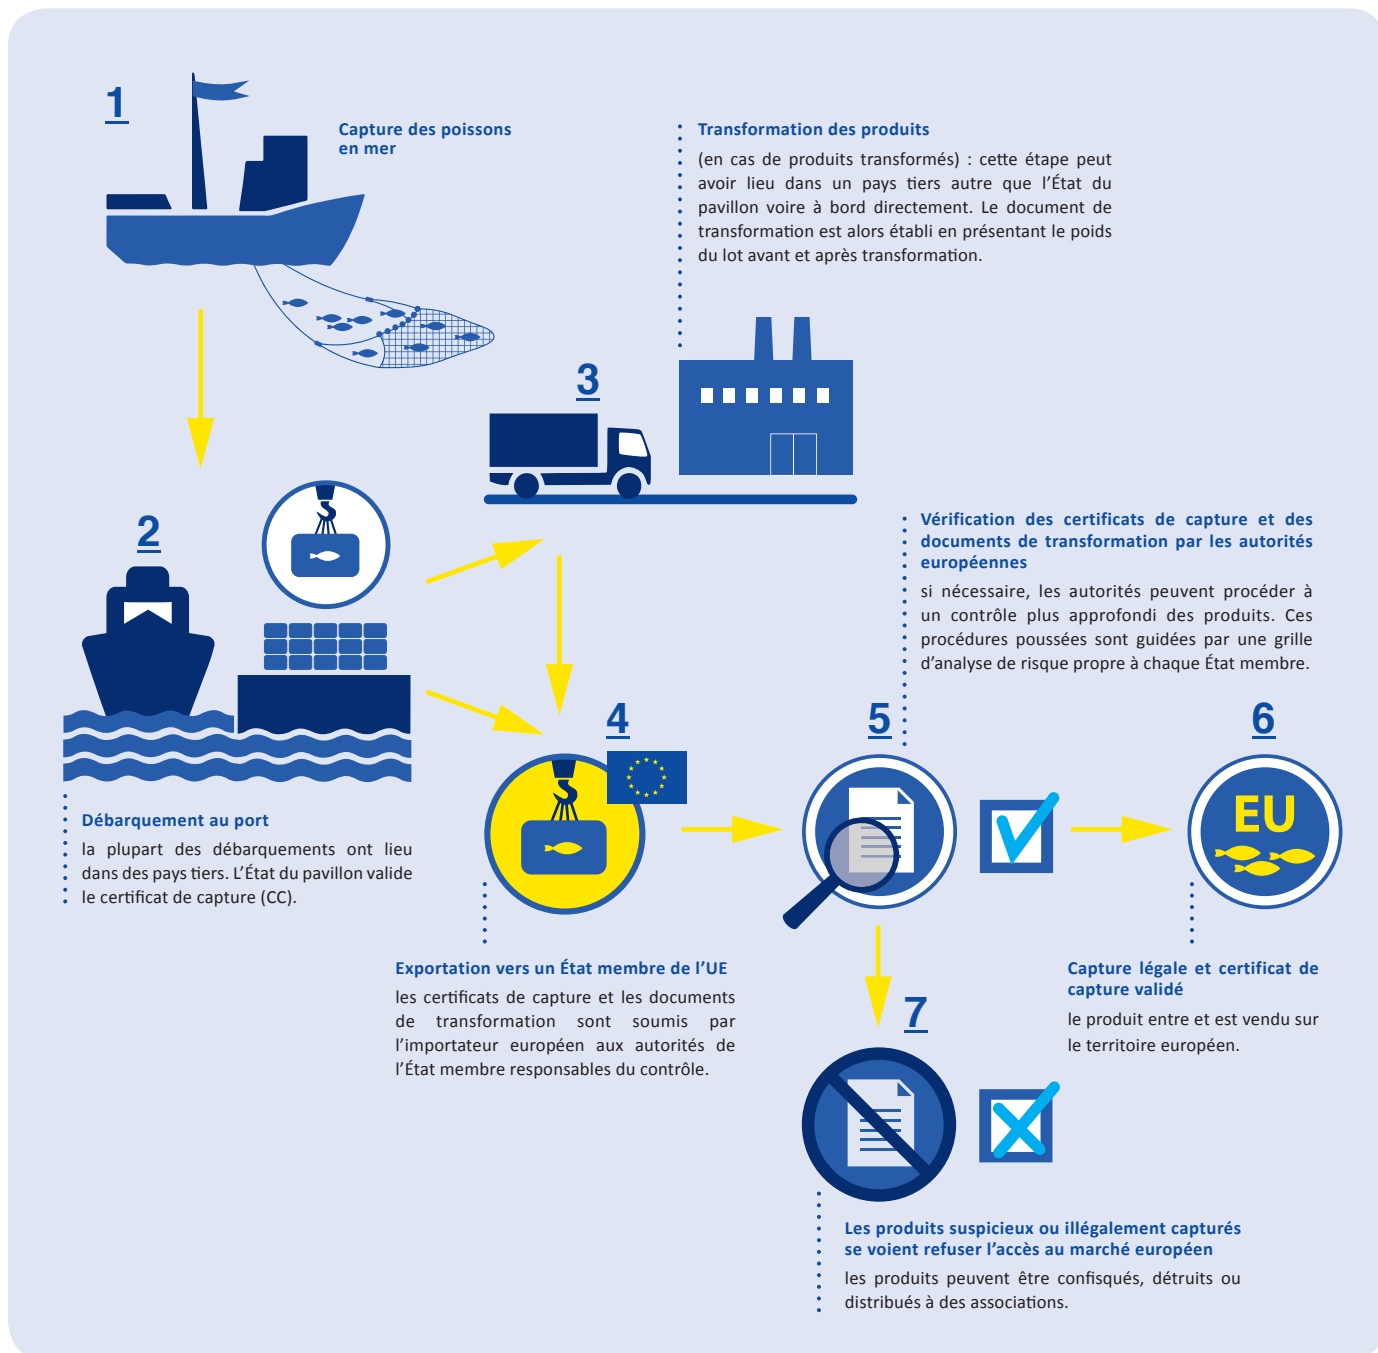 1
Capture des poissons
en mer
Transformation des produits
(en cas de produits transformés) : cette étape peut
avoir lieu dans un pays tiers autre que l’État du
pavillon voire à bord directement. Le document de
transformation est alors établi en présentant le poids
du lot avant et après transformation.
3
2
Débarquement au port
la plupart des débarquements ont lieu
dans des pays tiers. L’État du pavillon valide
le certificat de capture (CC).
4
Exportation vers un État membre de l’UE
les certificats de capture et les documents
de transformation sont soumis par
l’importateur européen aux autorités de
l’État membre responsables du contrôle.
Vérification des certificats de capture et des
documents de transformation par les autorités
européennes
si nécessaire, les autorités peuvent procéder à
un contrôle plus approfondi des produits. Ces
procédures poussées sont guidées par une grille
d’analyse de risque propre à chaque État membre.
5
6
EU
Capture légale et certificat de
capture validé
le produit entre et est vendu sur
le territoire européen.
7
Les produits suspicieux ou illégalement capturés
se voient refuser l’accès au marché européen
les produits peuvent être confisqués, détruits ou
distribués à des associations.